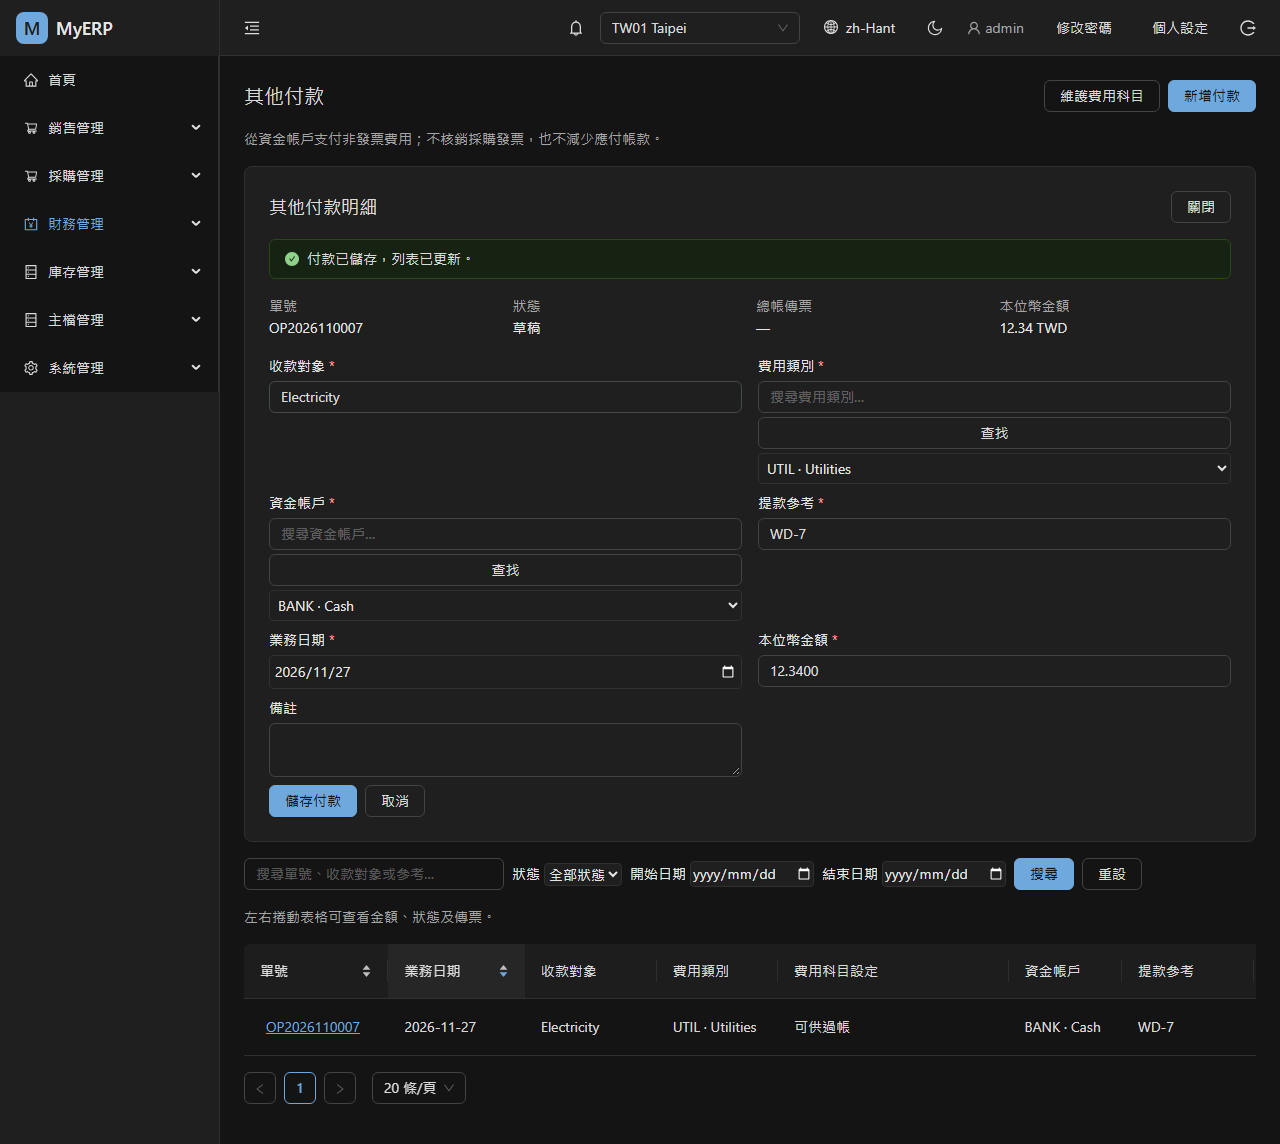 M MyERP
TW01 Taipei
zh-Hant
admin
修改密碼
個人設定
首頁
銷售管理
採購管理
財務管理
庫存管理
主檔管理
系統管理
其他付款
維護費用科目
新增付款
從資金帳戶支付非發票費用；不核銷採購發票，也不減少應付帳款。
其他付款明細
關閉
付款已儲存，列表已更新。
單號 狀態 總帳傳票 本位幣金額
OP2026110007 草稿 — 12.34 TWD
收款對象 * 費用類別 *
Electricity 搜尋費用類別...
查找
UTIL · Utilities
資金帳戶 * 提款參考 *
搜尋資金帳戶... WD-7
查找
BANK · Cash
業務日期 * 本位幣金額 *
2026/11/27 12.3400
備註
儲存付款 取消
搜尋單號、收款對象或參考... 狀態 全部狀態 開始日期 yyyy/mm/dd 結束日期 yyyy/mm/dd 搜尋 重設
左右捲動表格可查看金額、狀態及傳票。
單號 業務日期 收款對象 費用類別 費用科目設定 資金帳戶 提款參考
OP2026110007 2026-11-27 Electricity UTIL · Utilities 可供過帳 BANK · Cash WD-7
< 1 > 20 條/頁